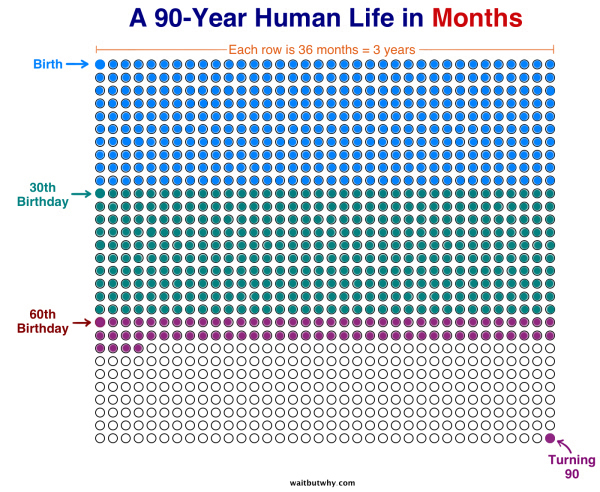 A 90-Year Human Life in Months
Each row is 36 months = 3 years
Birth
30th
Birthday
60th
Birthday
Turning
90
waitbutwhy.com